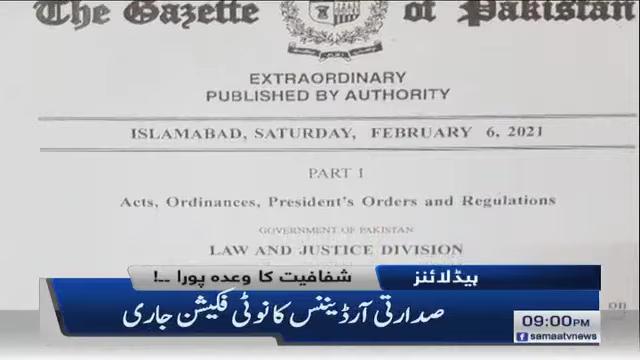 The Gazette of Pakistan
EXTRAORDINARY
PUBLISHED BY AUTHORITY
ISLAMABAD, SATURDAY, FEBRUARY 6, 2021
PART I
Acts, Ordinances, President's Orders and Regulations
GOVERNMENT OF PAKISTAN
LAW AND JUSTICE DIVISION
on
ہیڈلائنز
شفافیت کا وعدہ پورا ..!
صدارتی آرڈیننس کا نوٹی فکیشن جاری
09:00PM
samaatvnews